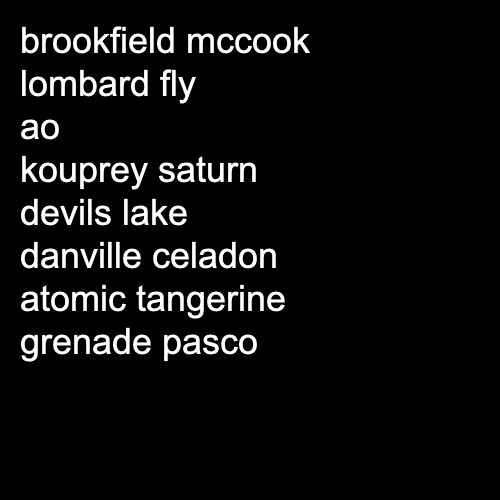 brookfield mccook
lombard fly
ao
kouprey saturn
devils lake
danville celadon
atomic tangerine
grenade pasco